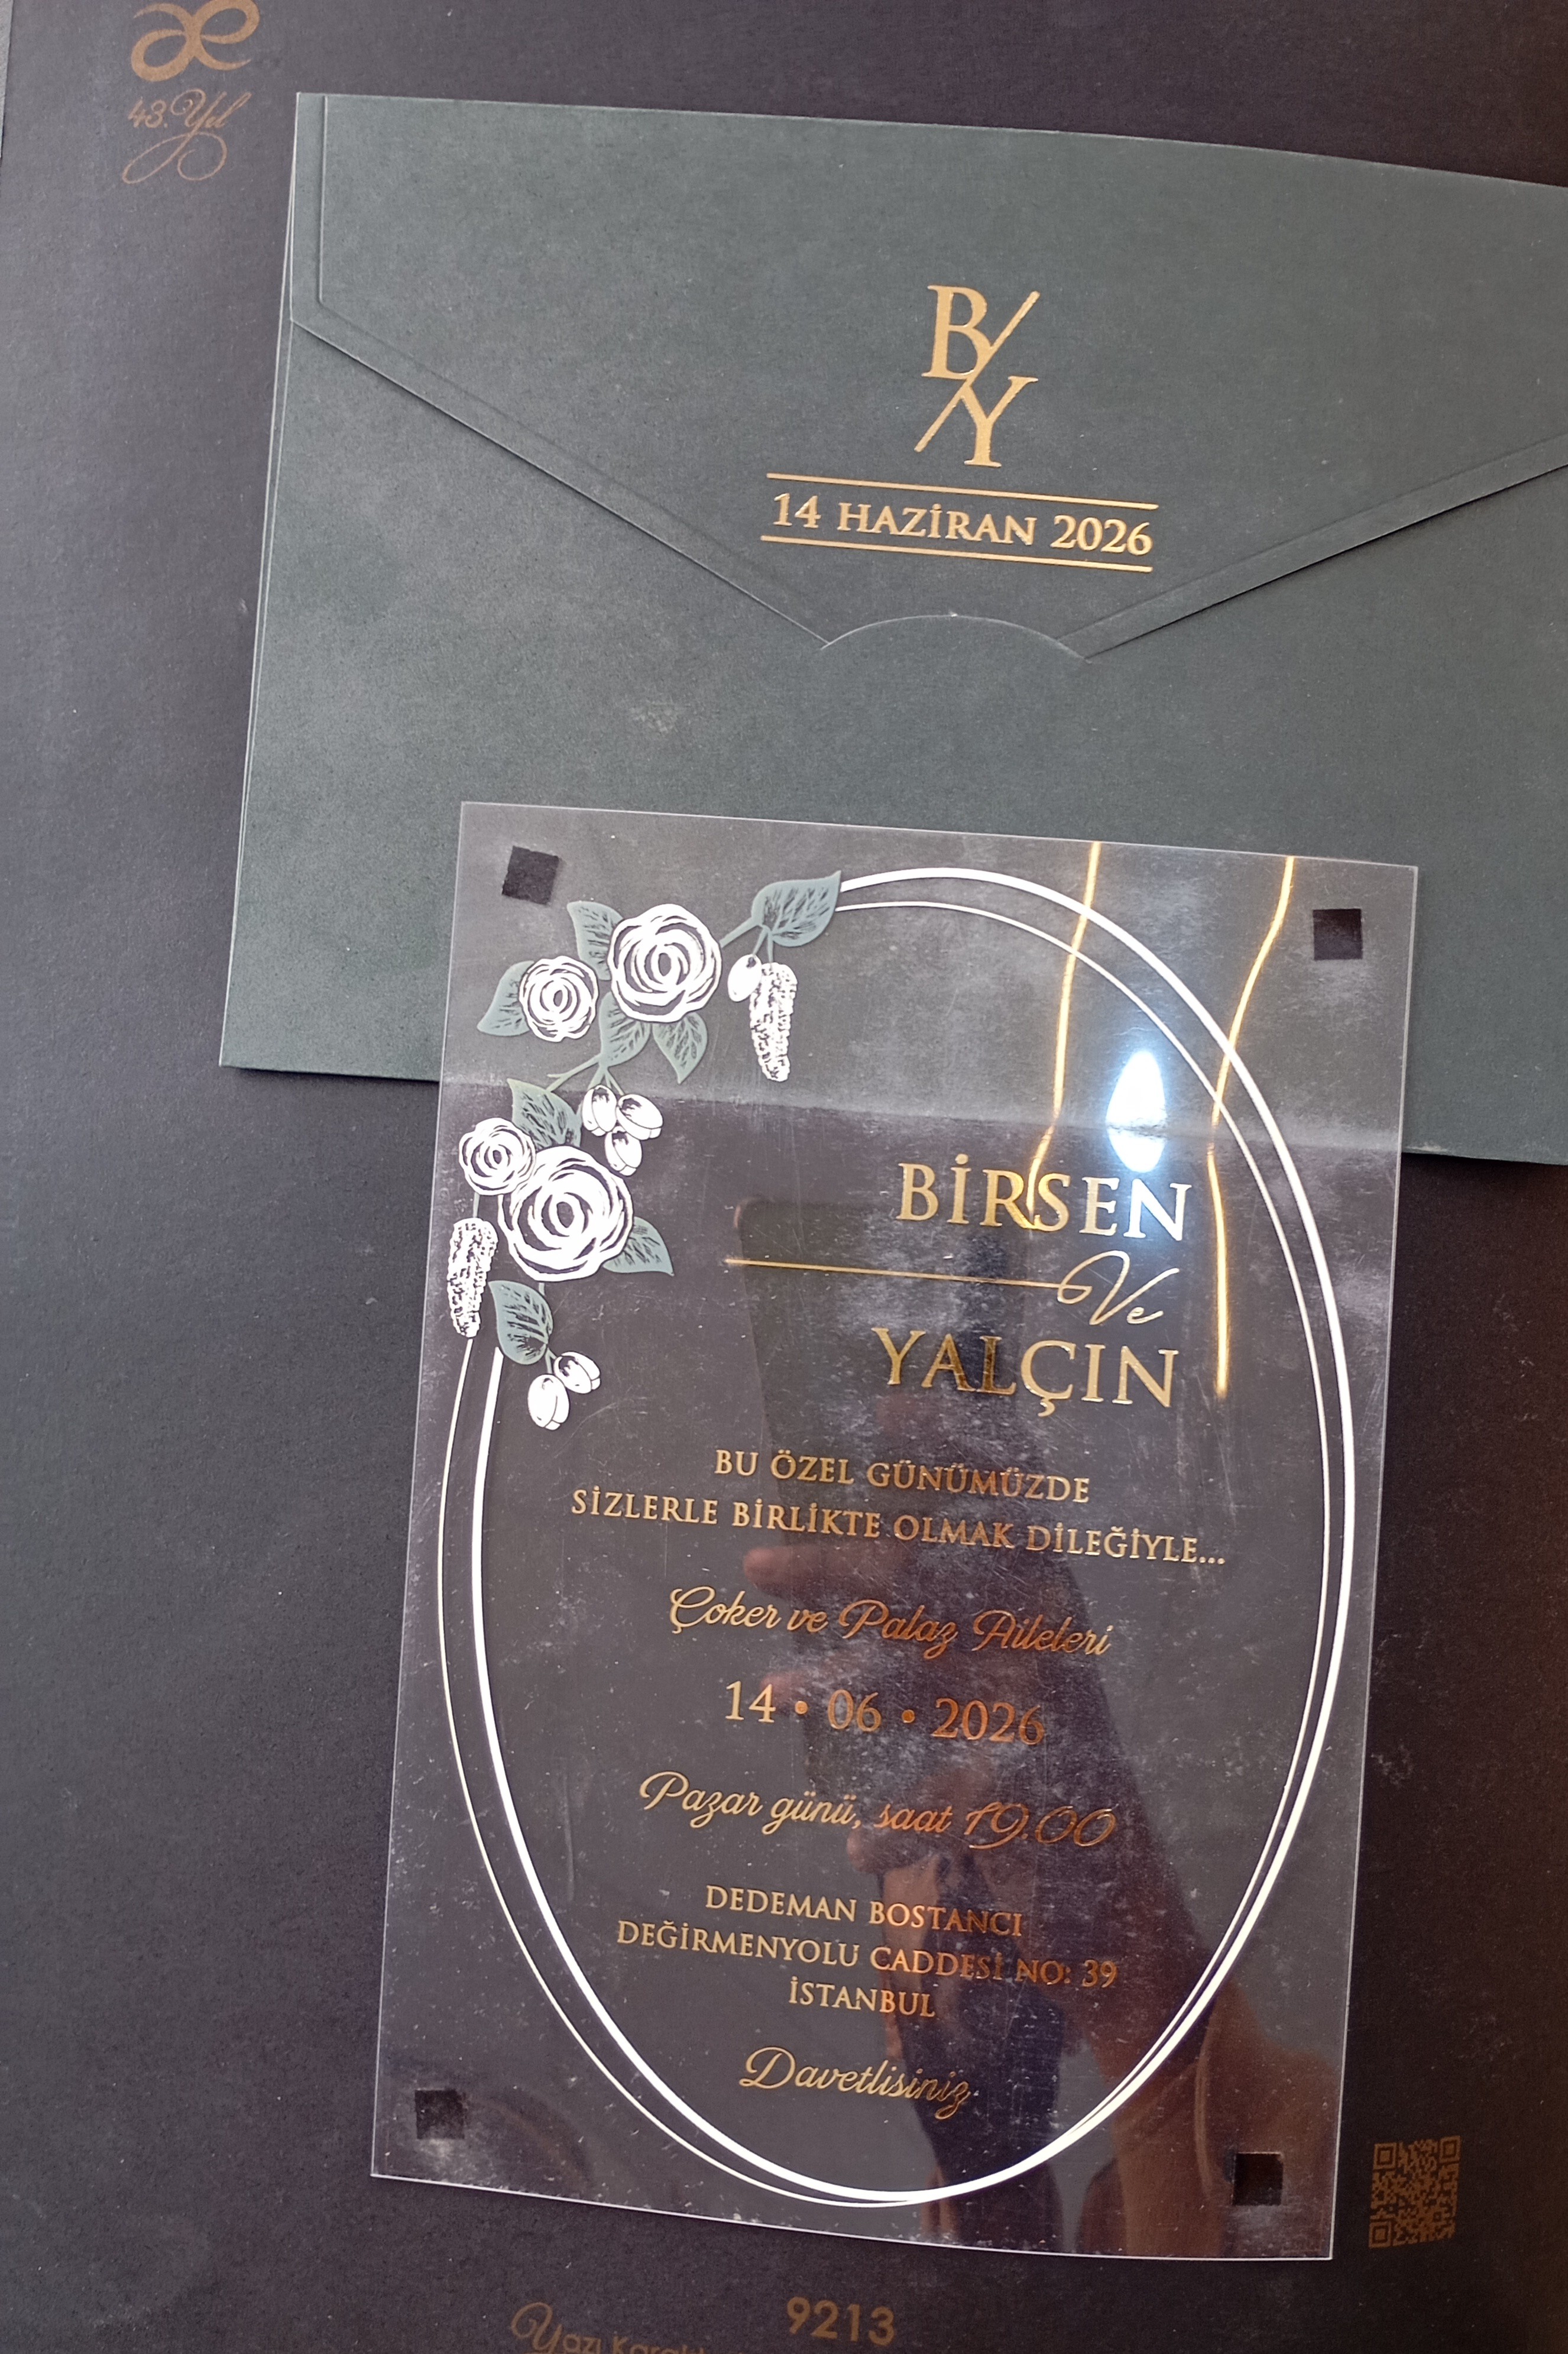 43. Yıl
B/Y
14 HAZİRAN 2026
BİRSEN
Ve
YALÇIN
BU ÖZEL GÜNÜMÜZDE
SİZLERLE BİRLİKTE OLMAK DİLEĞİYLE...
Çoker ve Palaz Aileleri
14 • 06 • 2026
Pazar günü, saat 19.00
DEDEMAN BOSTANCI
DEĞİRMENYOLU CADDESİ NO: 39
İSTANBUL
Davetlisiniz
9213
Yazı